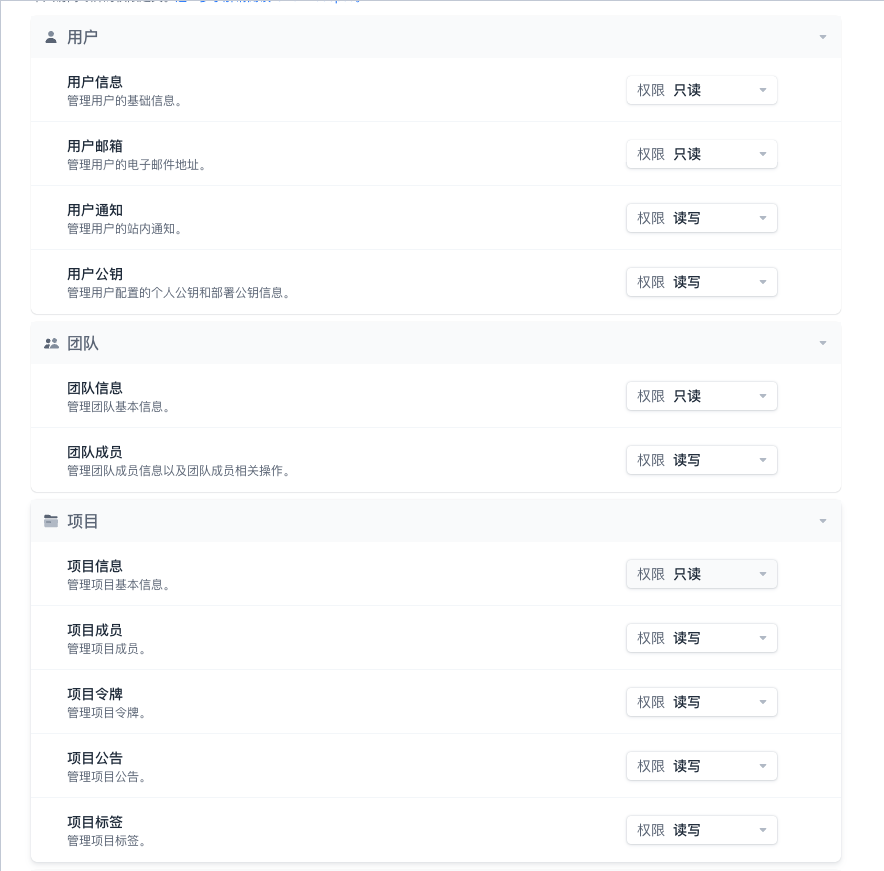 用户
用户信息
管理用户的基础信息。
权限 只读
用户邮箱
管理用户的电子邮件地址。
权限 只读
用户通知
管理用户的站内通知。
权限 读写
用户公钥
管理用户配置的个人公钥和部署公钥信息。
权限 读写
团队
团队信息
管理团队基本信息。
权限 只读
团队成员
管理团队成员信息以及团队成员相关操作。
权限 读写
项目
项目信息
管理项目基本信息。
权限 只读
项目成员
管理项目成员。
权限 读写
项目令牌
管理项目令牌。
权限 读写
项目公告
管理项目公告。
权限 读写
项目标签
管理项目标签。
权限 读写